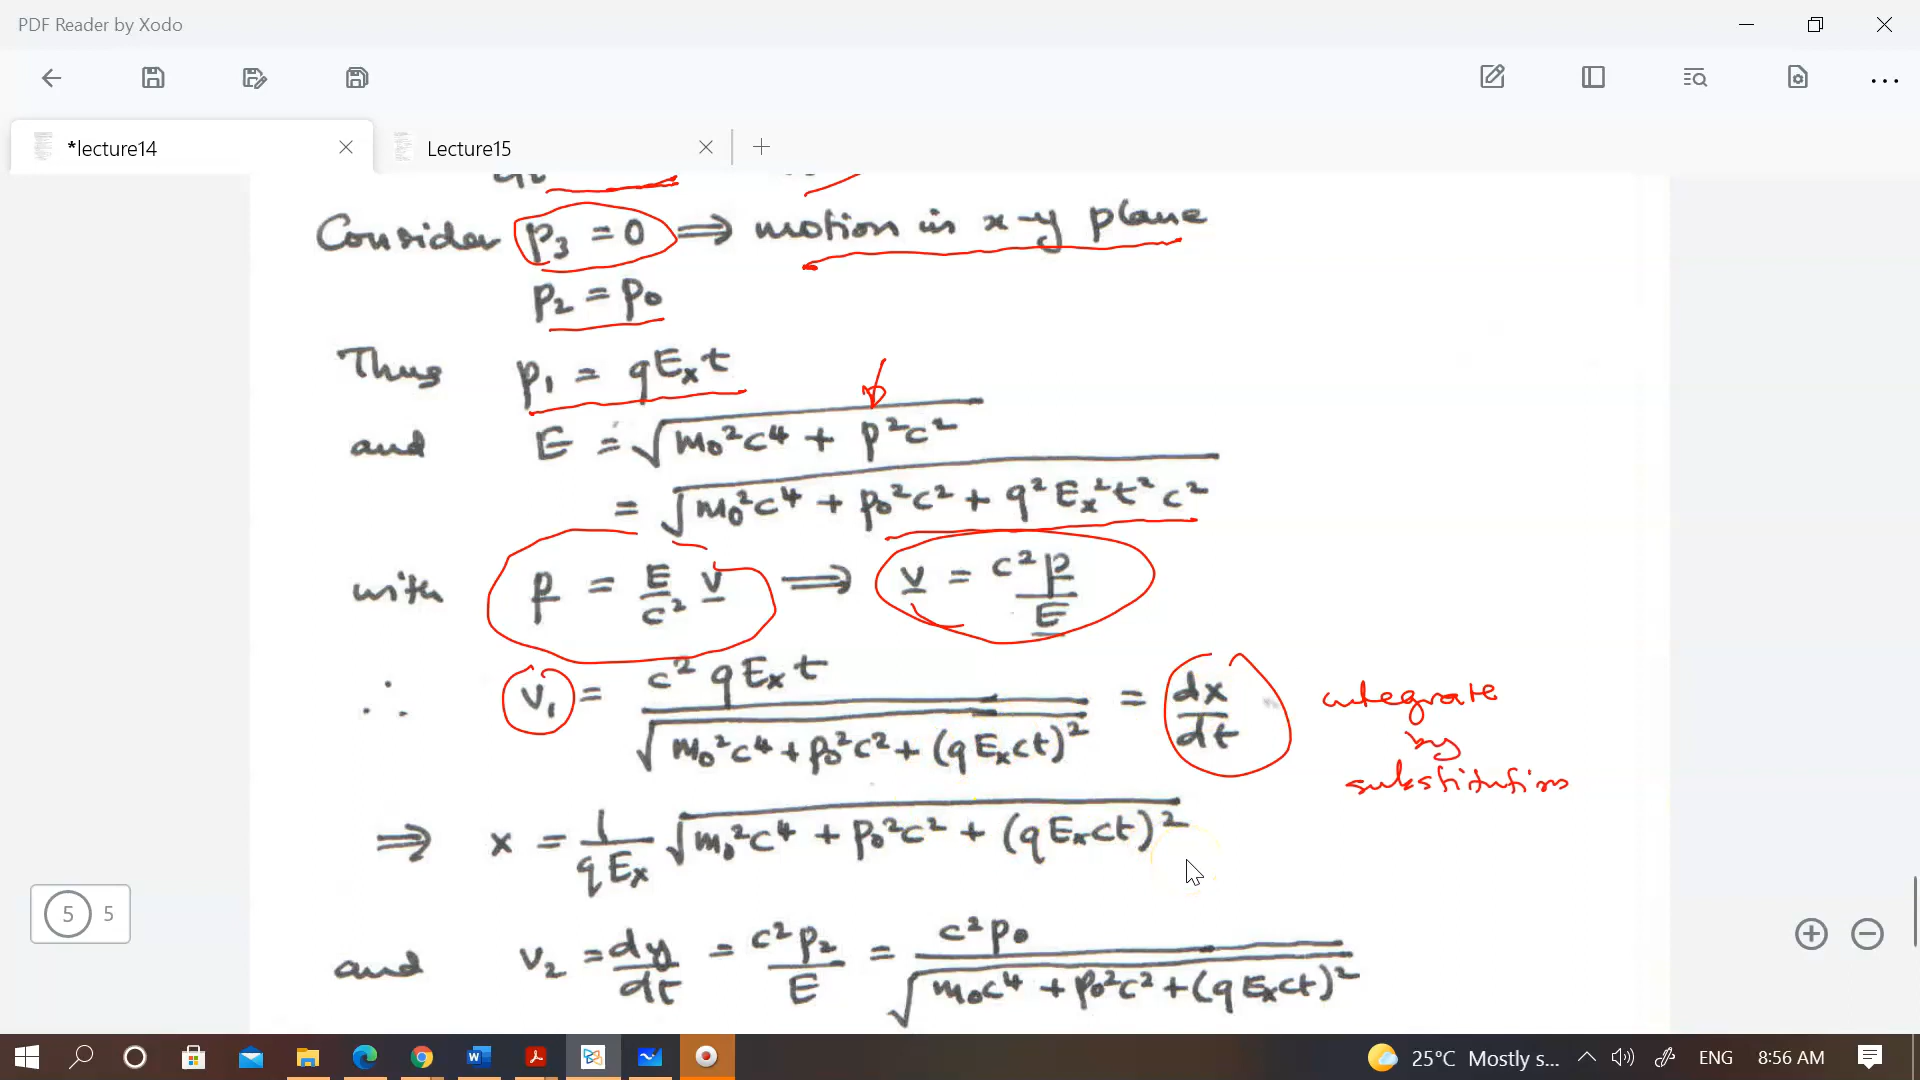 PDF Reader by Xodo
*lecture14
Lecture15
Consider p₃ = 0 ⟹ motion in x-y plane
p₂ = p₀
Thus p₁ = qEₓt
and E = √(m₀²c⁴ + p²c²)
= √(m₀²c⁴ + p₀²c² + q²Eₓ²t²c²)
with p = E/c² v ⟹ v = c²p/E
∴ v₁ = c²qEₓt / √(m₀²c⁴ + p₀²c² + (qEₓct)²) = dx/dt
integrate
by
substitution
⟹ x = 1/(qEₓ) √(m₀²c⁴ + p₀²c² + (qEₓct)²)
and v₂ = dy/dt = c²p₂/E = c²p₀ / √(m₀c⁴ + p₀²c² + (qEₓct)²)
5 5
25°C Mostly s... ENG 8:56 AM